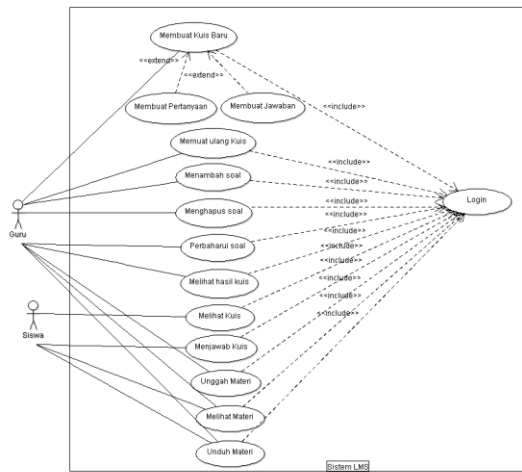 Membuat Kuis Baru
<<extend>>
<<extend>>
Membuat Pertanyaan
Membuat Jawaban
<<include>>
Memuat ulang Kuis
<<include>>
Menambah soal
<<include>>
Login
Menghapus soal
<<include>>
Guru
<<include>>
Perbaharui soal
<<include>>
<<include>>
Melihat hasil kuis
<<include>>
<<include>>
Melihat Kuis
Siswa
<<include>>
Menjawab Kuis
Unggah Materi
Melihat Materi
Unduh Materi
Sistem LMS